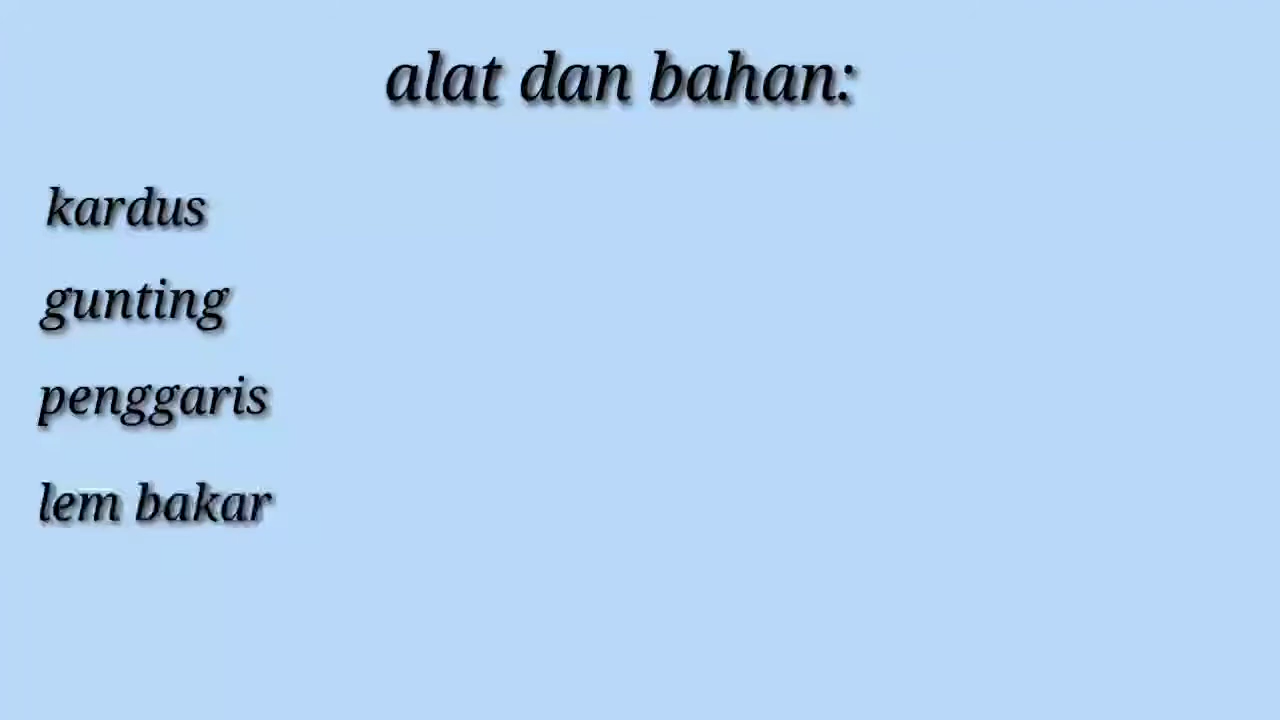 alat dan bahan:
kardus
gunting
penggaris
lem bakar